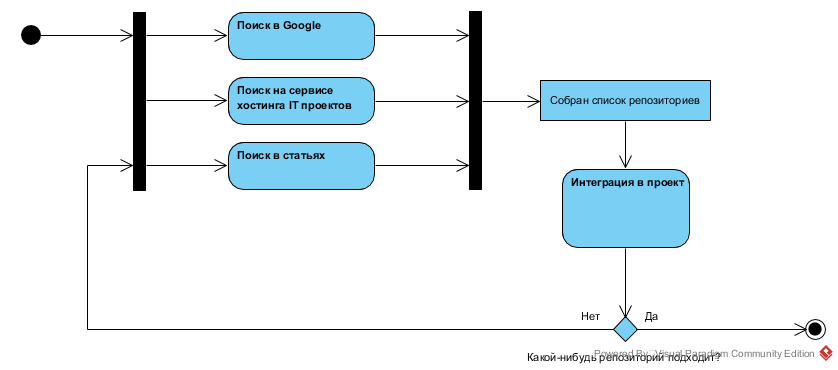 Поиск в Google
Поиск на сервисе
хостинга IT проектов
Собран список репозиториев
Поиск в статьях
Интеграция в проект
Нет
Да
Powered By Visual Paradigm Community Edition
Какой-нибудь репозиторий подходит?